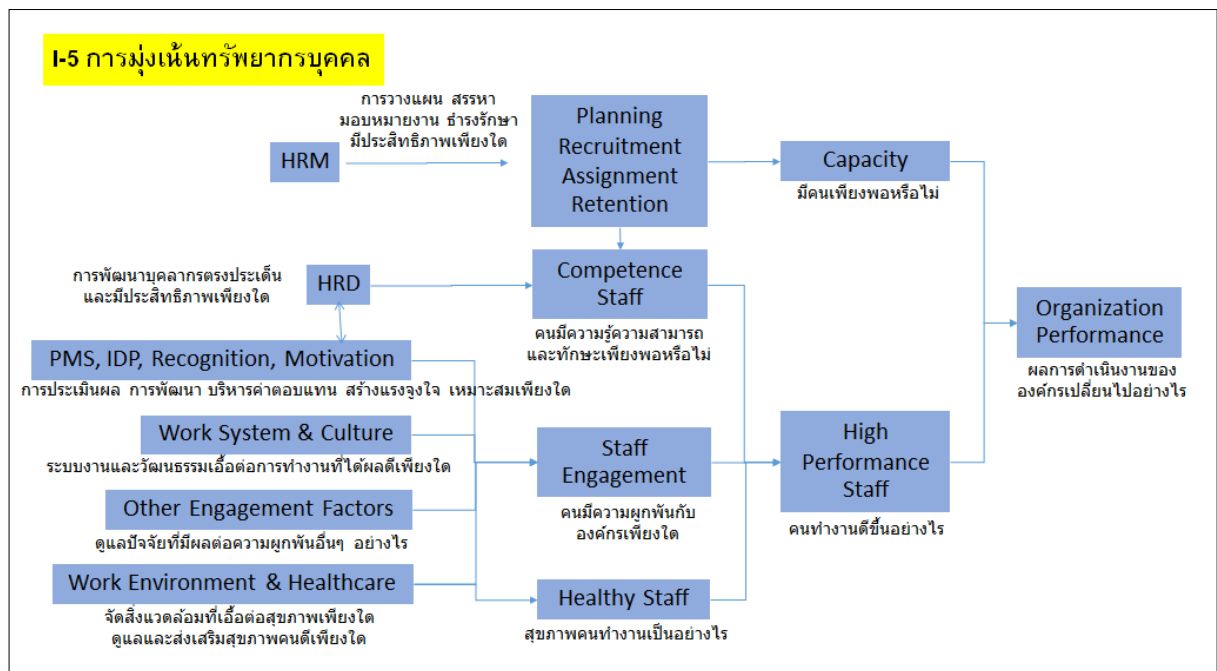 I-5 การมุ่งเน้นทรัพยากรบุคคล
การวางแผน สรรหา
มอบหมายงาน ธำรงรักษา
มีประสิทธิภาพเพียงใด
HRM
Planning
Recruitment
Assignment
Retention
Capacity
มีคนเพียงพอหรือไม่
การพัฒนาบุคลากรตรงประเด็น
และมีประสิทธิภาพเพียงใด
HRD
Competence
Staff
คนมีความรู้ความสามารถ
และทักษะเพียงพอหรือไม่
Organization
Performance
ผลการดำเนินงานของ
องค์กรเปลี่ยนไปอย่างไร
PMS, IDP, Recognition, Motivation
การประเมินผล การพัฒนา บริหารค่าตอบแทน สร้างแรงจูงใจ เหมาะสมเพียงใด
Work System & Culture
ระบบงานและวัฒนธรรมเอื้อต่อการทำงานที่ได้ผลดีเพียงใด
Staff
Engagement
คนมีความผูกพันกับ
องค์กรเพียงใด
High
Performance
Staff
คนทำงานดีขึ้นอย่างไร
Other Engagement Factors
ดูแลปัจจัยที่มีผลต่อความผูกพันอื่นๆ อย่างไร
Work Environment & Healthcare
จัดสิ่งแวดล้อมที่เอื้อต่อสุขภาพเพียงใด
ดูแลและส่งเสริมสุขภาพคนดีเพียงใด
Healthy Staff
สุขภาพคนทำงานเป็นอย่างไร